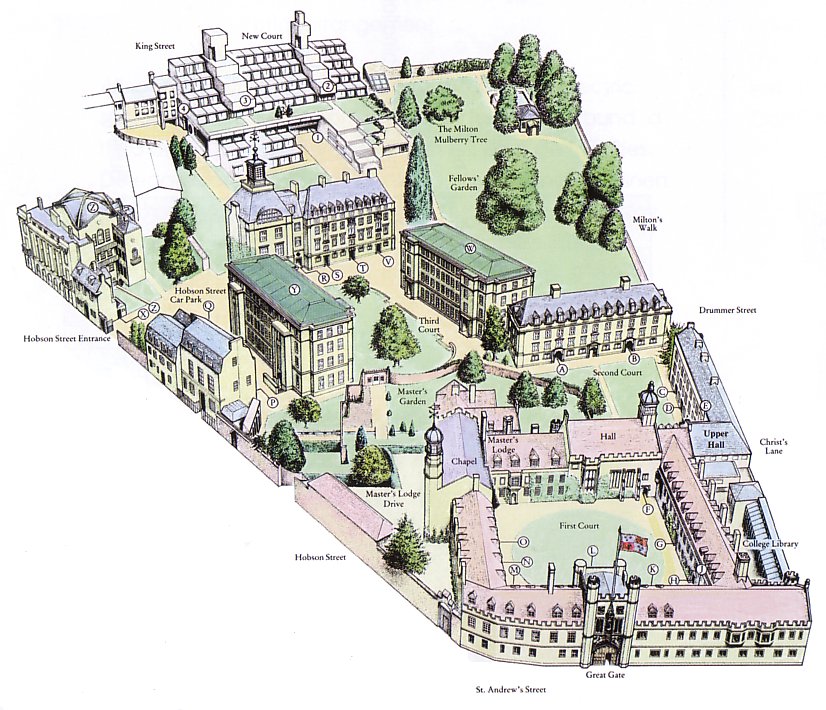 New Court
King Street
2
3
4
1
The Milton
Mulberry Tree
Fellows'
Garden
Milton's
Walk
Z
W
R S T V
Y
Hobson Street
Car Park
Q
X Z
Hobson Street Entrance
Third
Court
Drummer Street
A
B
Second Court
P
Master's
Garden
C
D
E
Upper
Hall
Christ's
Lane
Chapel
Master's
Lodge
Hall
Master's Lodge
Drive
F
First Court
Hobson Street
O
N
M
L
K
G
H
J
College Library
Great Gate
St. Andrew's Street